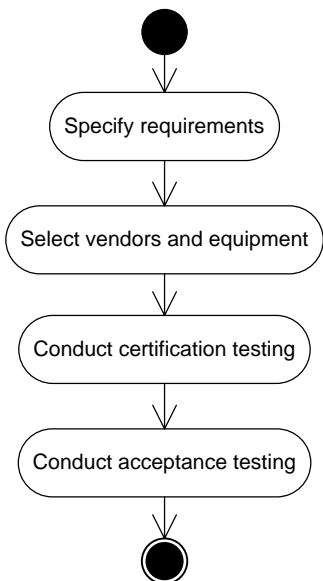 Specify requirements
Select vendors and equipment
Conduct certification testing
Conduct acceptance testing